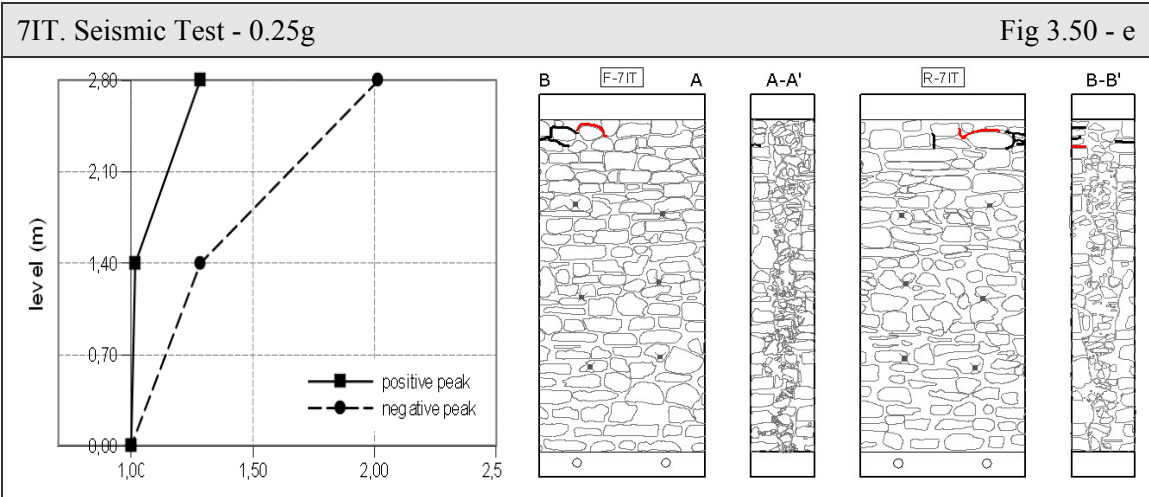 7IT. Seismic Test - 0.25g
Fig 3.50 - e
2,80
2,10
1,40
0,70
0,00
level (m)
positive peak
negative peak
1,00
1,50
2,00
2,5
B
F-7IT
A
A-A'
R-7IT
B-B'